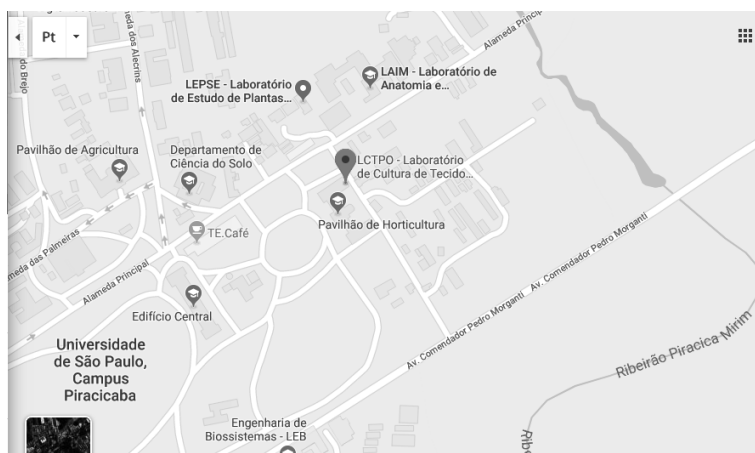 Pt
Alameda Principal
meda dos Alecrins
do Brejo
LEPSE - Laboratório
de Estudo de Plantas...
LAIM - Laboratório de
Anatomia e...
Pavilhão de Agricultura
Departamento de
Ciência do Solo
LCTPO - Laboratório
de Cultura de Tecido...
Pavilhão de Horticultura
TE.Café
meda das Palmeiras
Alameda Principal
Edifício Central
Av. Comendador Pedro Morganti
Av. Comendador Pedro Morganti
Universidade
de São Paulo,
Campus
Piracicaba
Ribeirão Piracica Mirim
Engenharia de
Biossistemas - LEB
Ribe